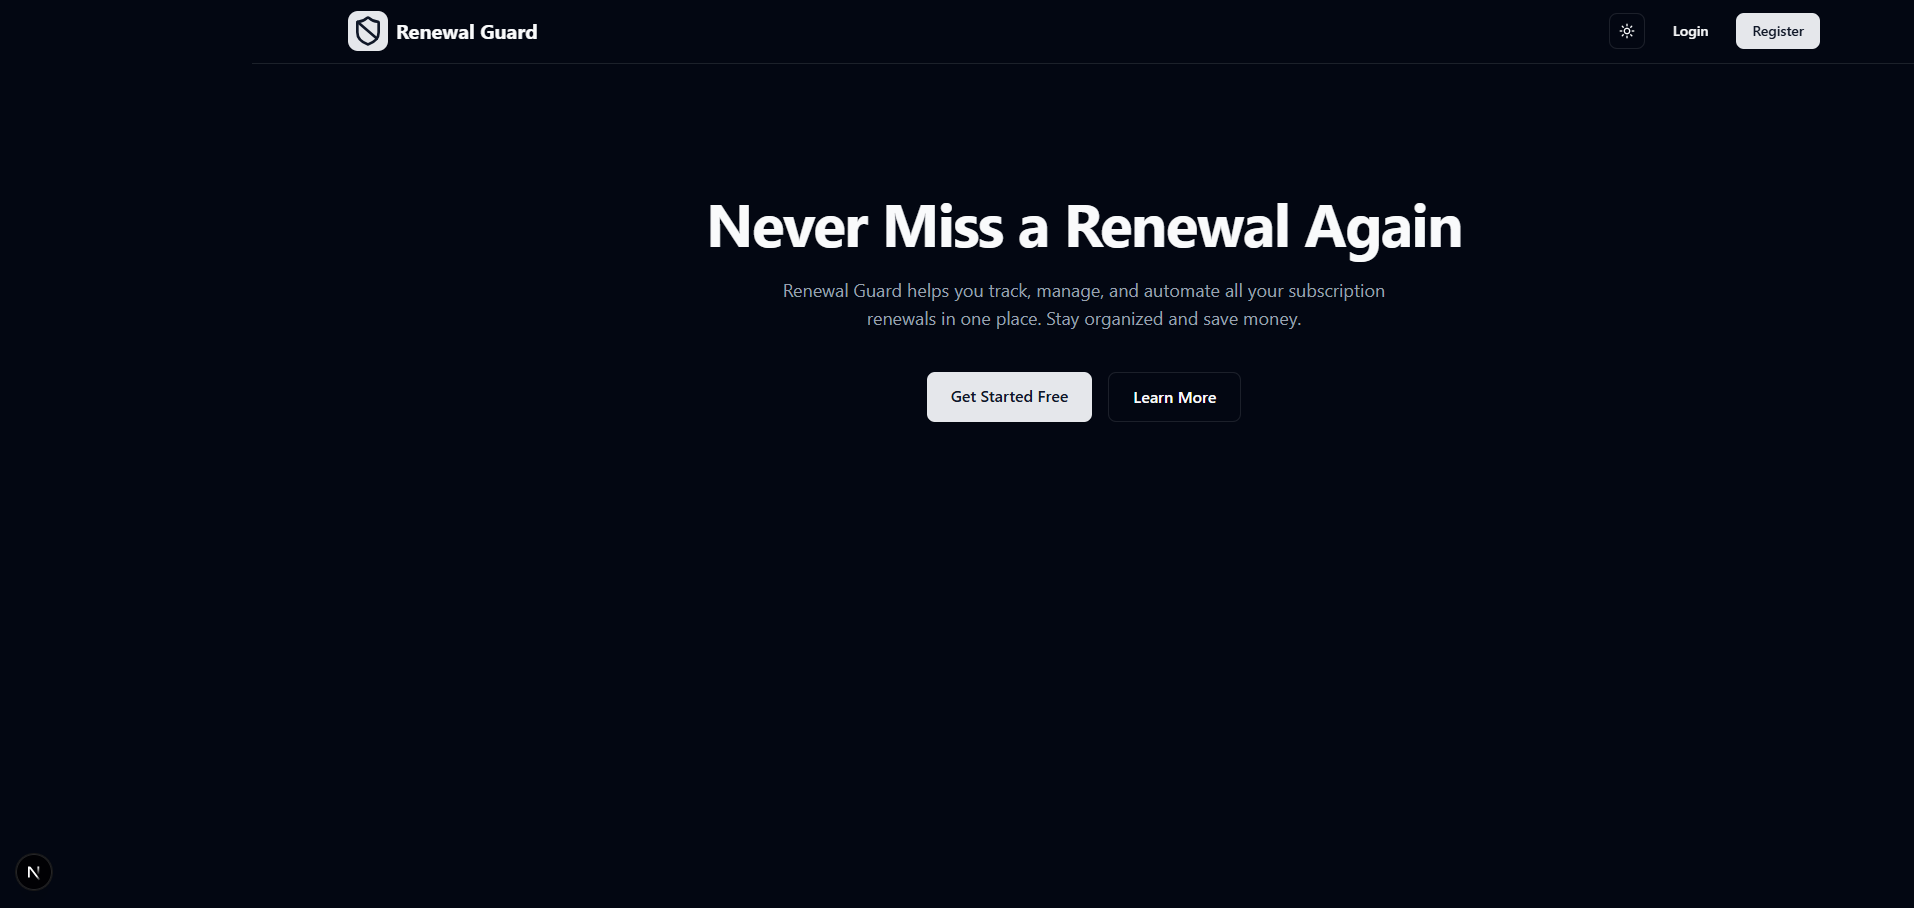 Renewal Guard
Login
Register
Never Miss a Renewal Again
Renewal Guard helps you track, manage, and automate all your subscription
renewals in one place. Stay organized and save money.
Get Started Free
Learn More
N